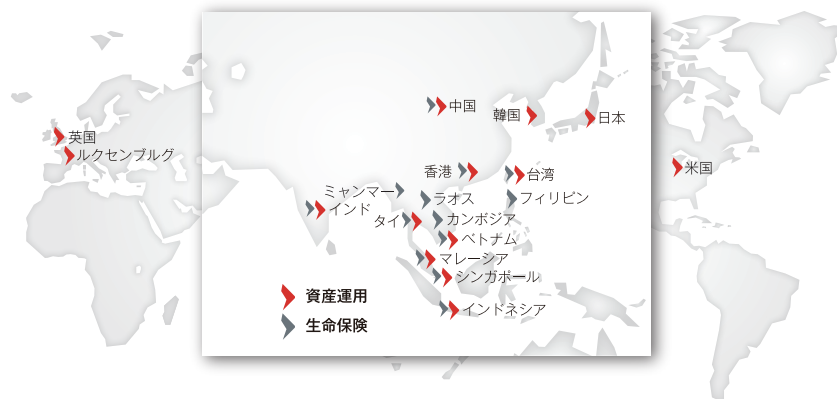 中国
韓国
日本
英国
ルクセンブルグ
香港
台湾
米国
ミャンマー
ラオス
フィリピン
インド
タイ
カンボジア
ベトナム
マレーシア
シンガポール
資産運用
インドネシア
生命保険